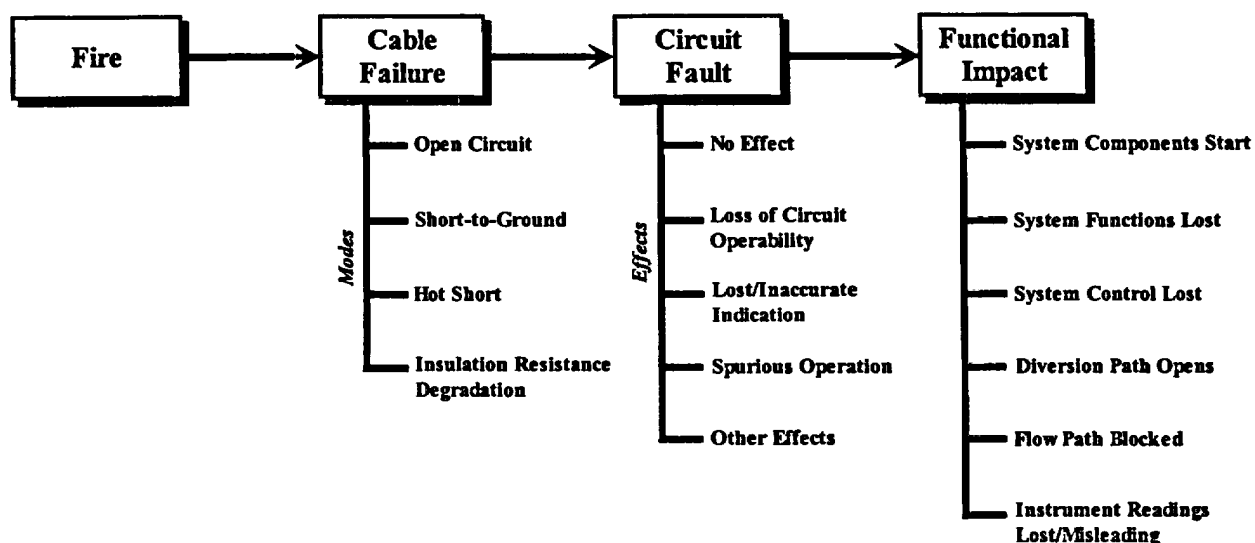 Fire
Cable
Failure
Circuit
Fault
Functional
Impact
Modes
Open Circuit
Short-to-Ground
Hot Short
Insulation Resistance
Degradation
Effects
No Effect
Loss of Circuit
Operability
Lost/Inaccurate
Indication
Spurious Operation
Other Effects
System Components Start
System Functions Lost
System Control Lost
Diversion Path Opens
Flow Path Blocked
Instrument Readings
Lost/Misleading